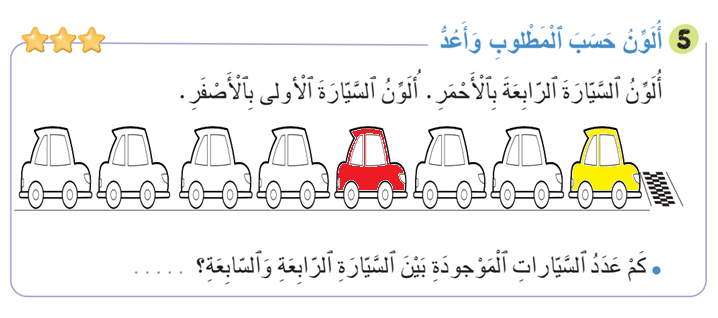 5 أُلَوِّنُ حَسَبَ ٱلْمَطْلوبِ وَأَعُدُّ
أُلَوِّنُ ٱلسَّيّارَةَ ٱلرّابِعَةَ بِٱلْأَحْمَرِ. أُلَوِّنُ ٱلسَّيّارَةَ ٱلْأولى بِٱلْأَصْفَرِ.
• كَمْ عَدَدُ ٱلسَّيّاراتِ ٱلْمَوْجودَةِ بَيْنَ ٱلسَّيّارَةِ ٱلرّابِعَةِ وَٱلسّابِعَةِ؟ .....